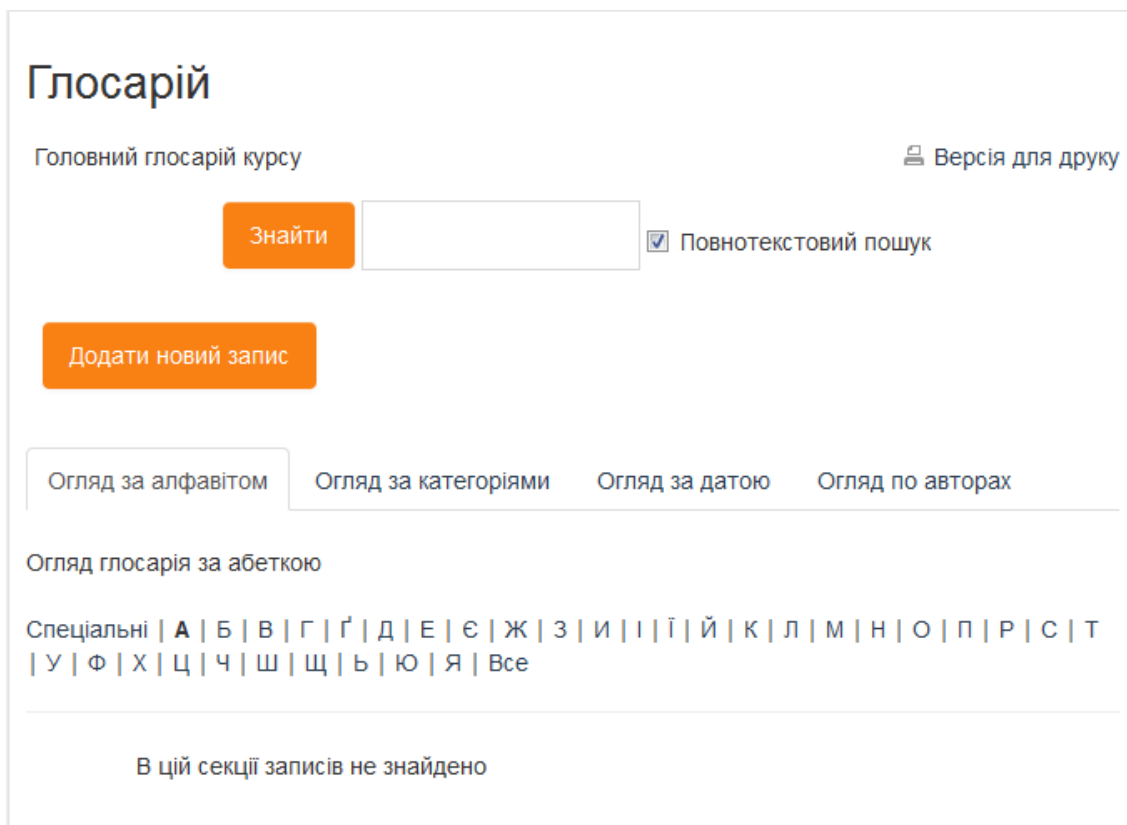 Глосарій
Головний глосарій курсу
Версія для друку
Знайти
Повнотекстовий пошук
Додати новий запис
Огляд за алфавітом Огляд за категоріями Огляд за датою Огляд по авторах
Огляд глосарія за абеткою
Спеціальні | А | Б | В | Г | Ґ | Д | Е | Є | Ж | З | И | І | Ї | Й | К | Л | М | Н | О | П | Р | С | Т
| У | Ф | Х | Ц | Ч | Ш | Щ | Ь | Ю | Я | Все
В цій секції записів не знайдено